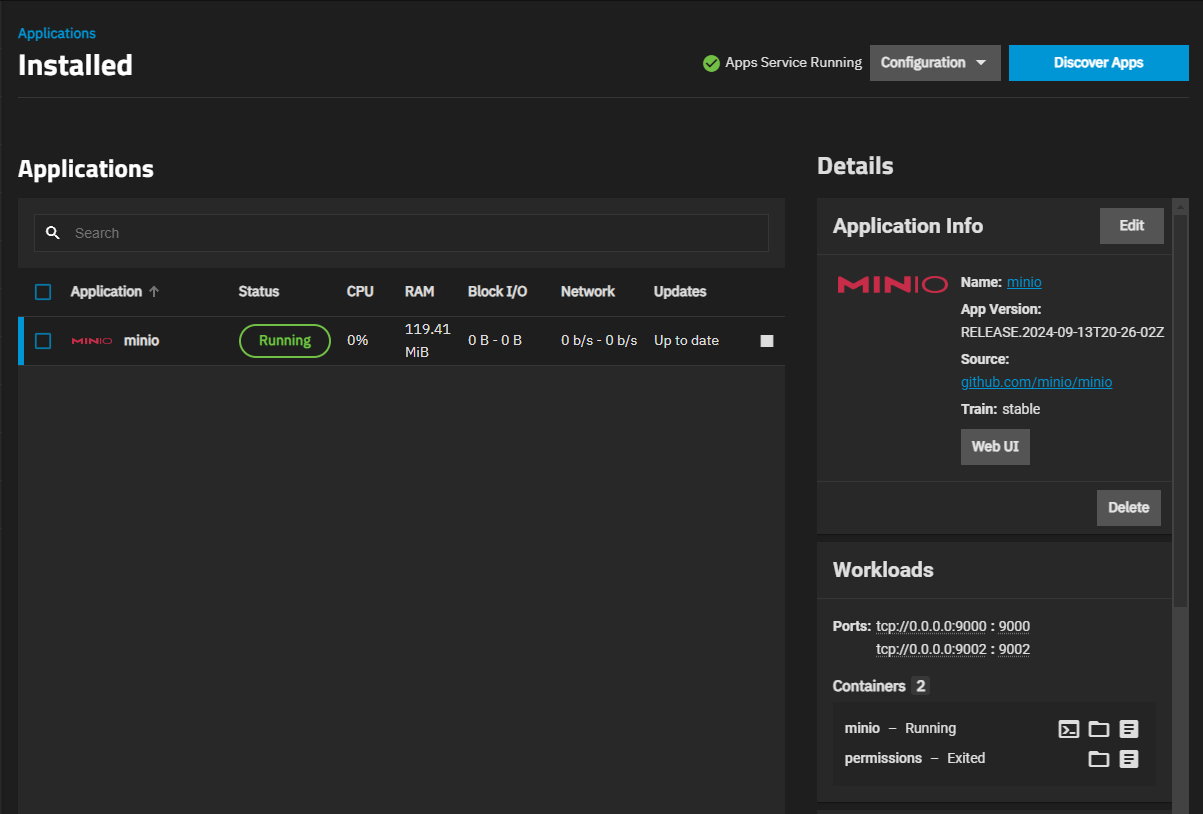 Applications
Installed
Apps Service Running
Configuration
Discover Apps
Applications
Search
Application Status CPU RAM Block I/O Network Updates
MINIO minio Running 0% 119.41 MiB 0 B - 0 B 0 b/s - 0 b/s Up to date
Details
Application Info
Edit
MINIO
Name: minio
App Version:
RELEASE.2024-09-13T20-26-02Z
Source:
github.com/minio/minio
Train: stable
Web UI
Delete
Workloads
Ports: tcp://0.0.0.0:9000 : 9000
tcp://0.0.0.0:9002 : 9002
Containers 2
minio – Running
permissions – Exited